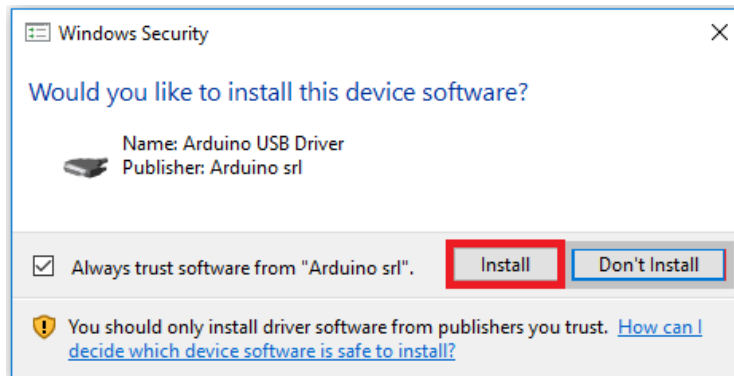 Windows Security
Would you like to install this device software?
Name: Arduino USB Driver
Publisher: Arduino srl
Always trust software from "Arduino srl".
Install
Don't Install
You should only install driver software from publishers you trust. How can I
decide which device software is safe to install?